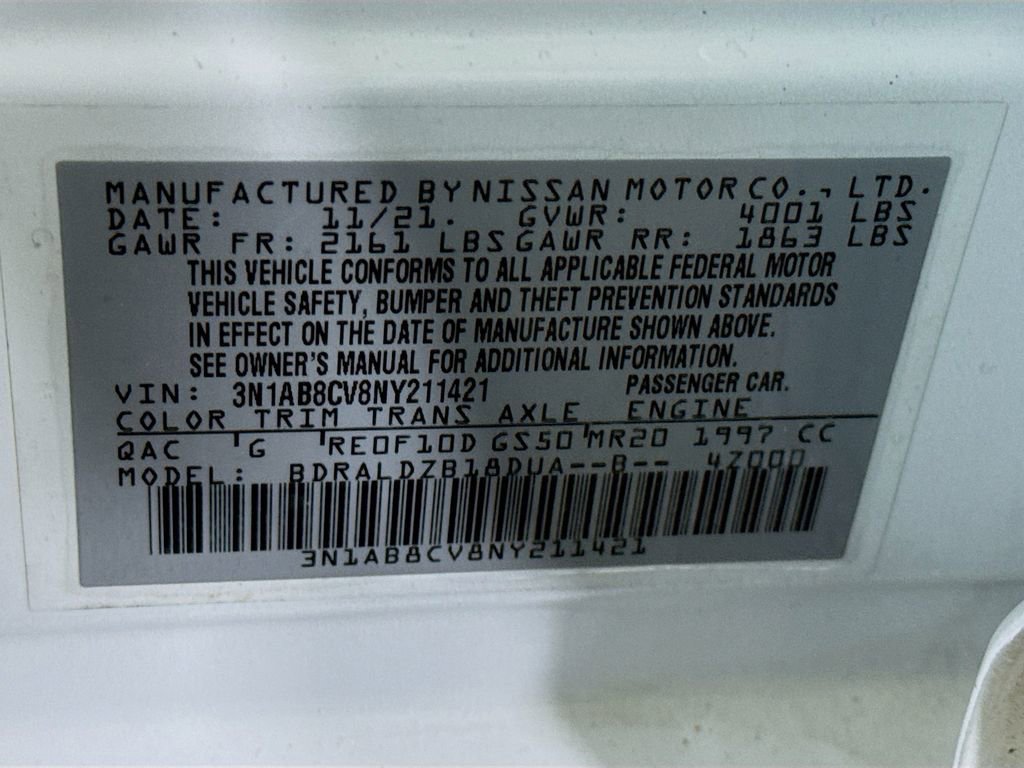 MANUFACTURED BY NISSAN MOTOR CO., LTD.
DATE: 11/21. GVWR: 4001 LBS
GAWR FR: 2161 LBS GAWR RR: 1863 LBS
THIS VEHICLE CONFORMS TO ALL APPLICABLE FEDERAL MOTOR
VEHICLE SAFETY, BUMPER AND THEFT PREVENTION STANDARDS
IN EFFECT ON THE DATE OF MANUFACTURE SHOWN ABOVE.
SEE OWNER'S MANUAL FOR ADDITIONAL INFORMATION.
VIN: 3N1AB8CV8NY211421 PASSENGER CAR.
COLOR TRIM TRANS AXLE ENGINE
QAC G RE0F10D GS50 MR20 1997 CC
MODEL: BDRALDZB18DUA--B-- 4Z000
3N1AB8CV8NY211421